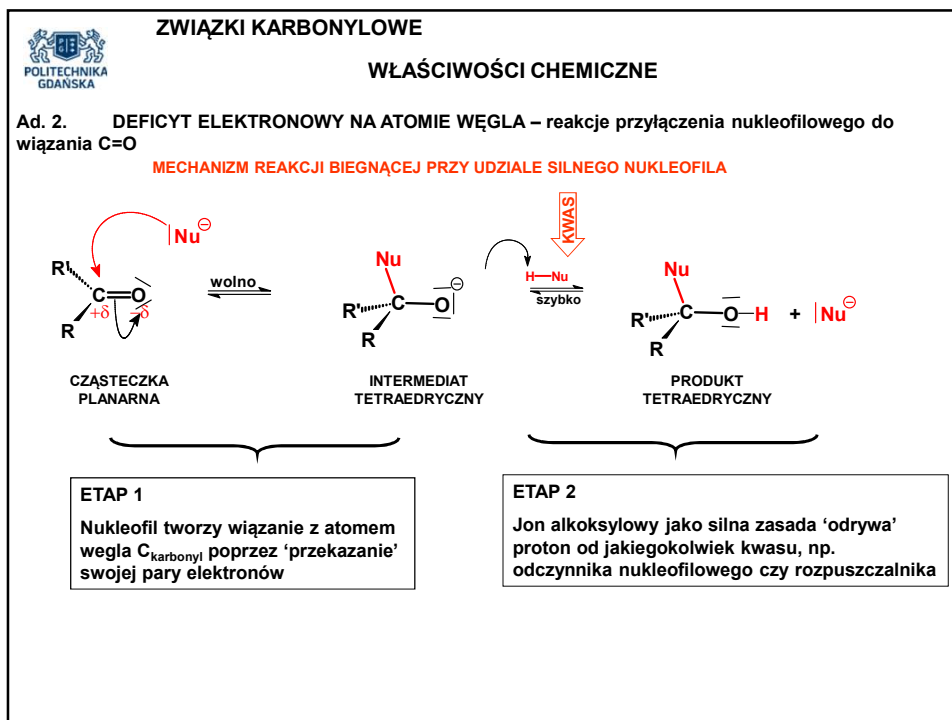 ZWIĄZKI KARBONYLOWE
POLITECHNIKA
GDAŃSKA
WŁAŚCIWOŚCI CHEMICZNE
Ad. 2. DEFICYT ELEKTRONOWY NA ATOMIE WĘGLA – reakcje przyłączenia nukleofilowego do
wiązania C=O
MECHANIZM REAKCJI BIEGNĄCEJ PRZY UDZIALE SILNEGO NUKLEOFILA
KWAS
|Nu⊖
R' C=O R +δ -δ
wolno
Nu R' C O ⊖ R
H—Nu
szybko
Nu R' C—O—H R + |Nu⊖
CZĄSTECZKA
PLANARNA
INTERMEDIAT
TETRAEDRYCZNY
PRODUKT
TETRAEDRYCZNY
ETAP 1
Nukleofil tworzy wiązanie z atomem
wegla Ckarbonyl poprzez ‘przekazanie’
swojej pary elektronów
ETAP 2
Jon alkoksylowy jako silna zasada ‘odrywa’
proton od jakiegokolwiek kwasu, np.
odczynnika nukleofilowego czy rozpuszczalnika